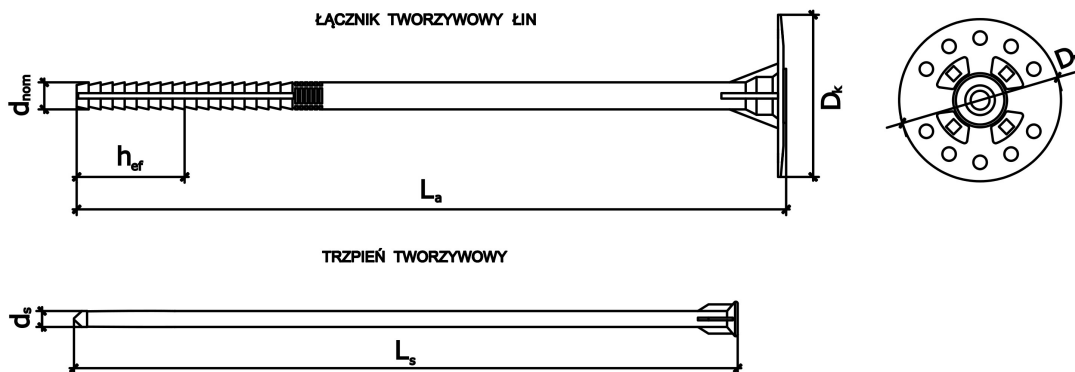 ŁĄCZNIK TWORZYWOWY ŁIN
dnom
hef
La
Dk
D
TRZPIEŃ TWORZYWOWY
ds
Ls